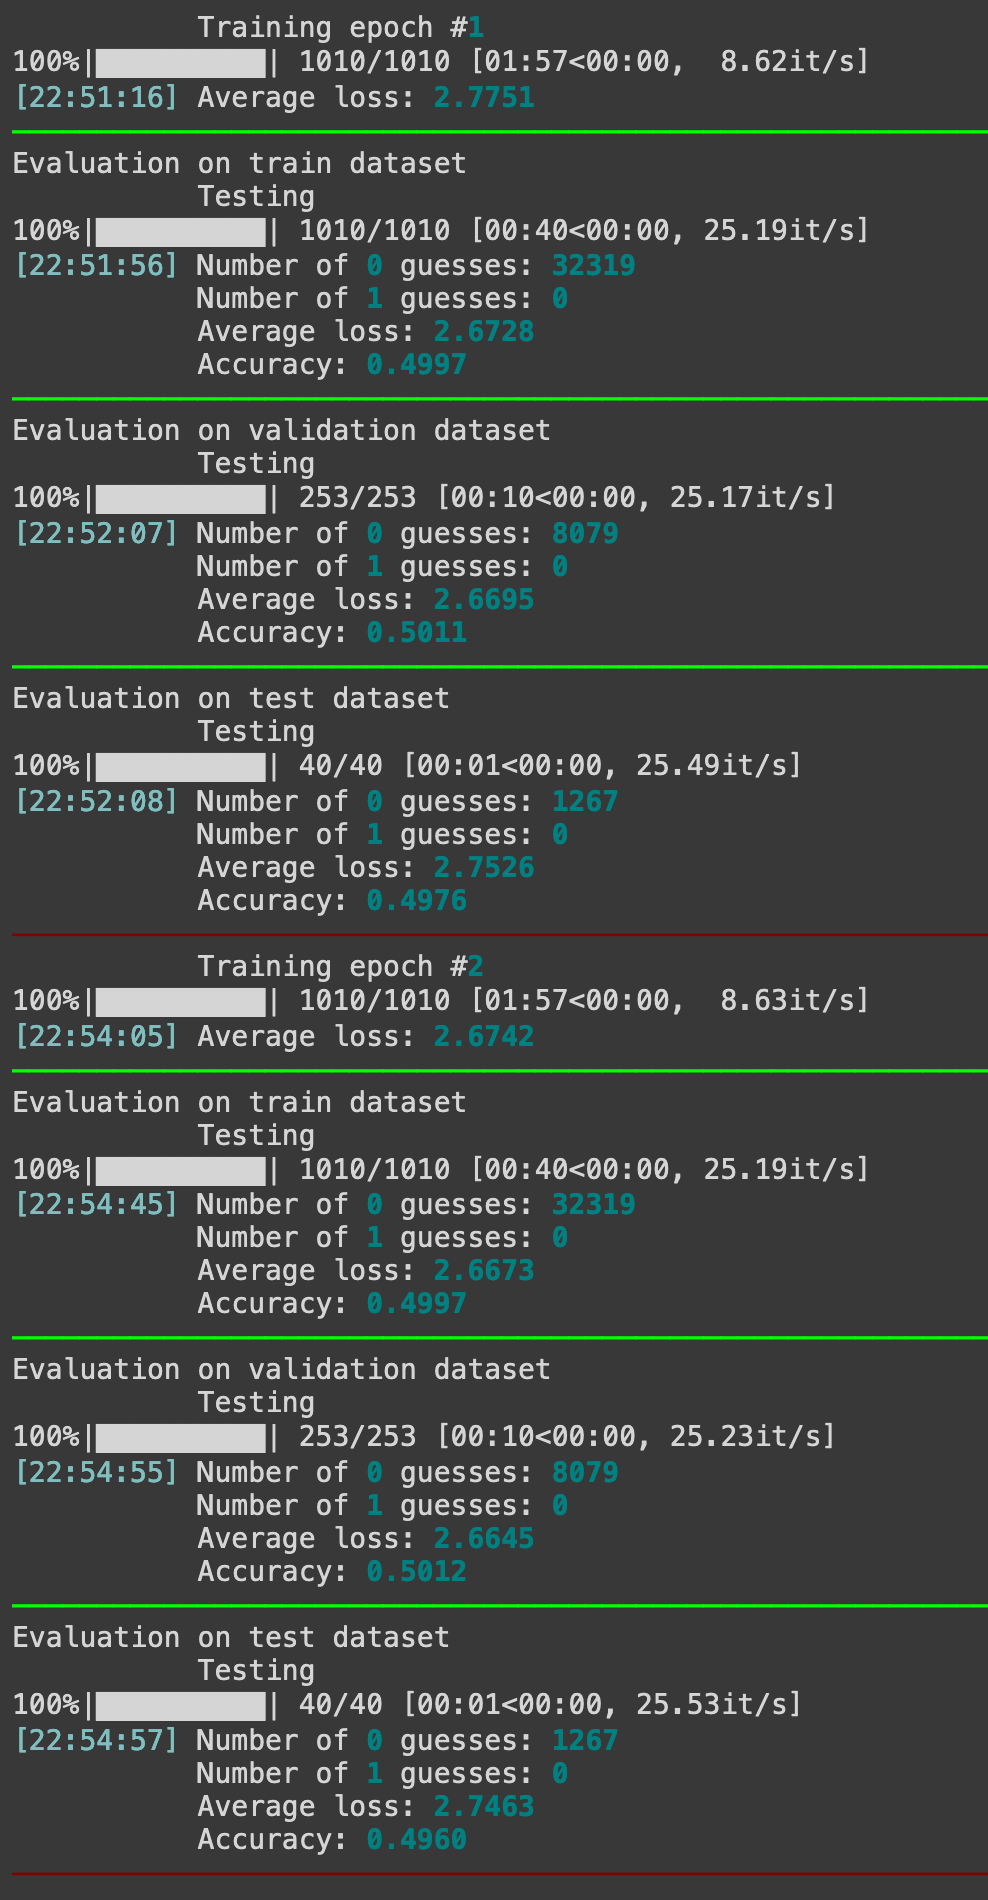 Training epoch #1
100%|██████████| 1010/1010 [01:57<00:00,  8.62it/s]
[22:51:16] Average loss: 2.7751
Evaluation on train dataset
Testing
100%|██████████| 1010/1010 [00:40<00:00, 25.19it/s]
[22:51:56] Number of 0 guesses: 32319
Number of 1 guesses: 0
Average loss: 2.6728
Accuracy: 0.4997
Evaluation on validation dataset
Testing
100%|██████████| 253/253 [00:10<00:00, 25.17it/s]
[22:52:07] Number of 0 guesses: 8079
Number of 1 guesses: 0
Average loss: 2.6695
Accuracy: 0.5011
Evaluation on test dataset
Testing
100%|██████████| 40/40 [00:01<00:00, 25.49it/s]
[22:52:08] Number of 0 guesses: 1267
Number of 1 guesses: 0
Average loss: 2.7526
Accuracy: 0.4976
Training epoch #2
100%|██████████| 1010/1010 [01:57<00:00,  8.63it/s]
[22:54:05] Average loss: 2.6742
Evaluation on train dataset
Testing
100%|██████████| 1010/1010 [00:40<00:00, 25.19it/s]
[22:54:45] Number of 0 guesses: 32319
Number of 1 guesses: 0
Average loss: 2.6673
Accuracy: 0.4997
Evaluation on validation dataset
Testing
100%|██████████| 253/253 [00:10<00:00, 25.23it/s]
[22:54:55] Number of 0 guesses: 8079
Number of 1 guesses: 0
Average loss: 2.6645
Accuracy: 0.5012
Evaluation on test dataset
Testing
100%|██████████| 40/40 [00:01<00:00, 25.53it/s]
[22:54:57] Number of 0 guesses: 1267
Number of 1 guesses: 0
Average loss: 2.7463
Accuracy: 0.4960